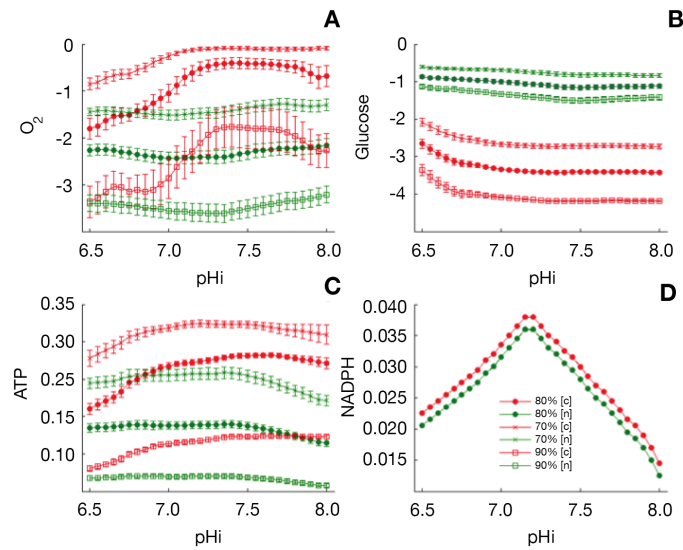 A
B
0
-1
-2
-3
O2
6.5 7.0 7.5 8.0
pHi
0
-1
-2
-3
-4
Glucose
6.5 7.0 7.5 8.0
pHi
C
D
0.35
0.30
0.25
0.15
0.10
ATP
6.5 7.0 7.5 8.0
pHi
0.040
0.035
0.030
0.025
0.020
0.015
NADPH
80% [c]
80% [n]
70% [c]
70% [n]
90% [c]
90% [n]
6.5 7.0 7.5 8.0
pHi